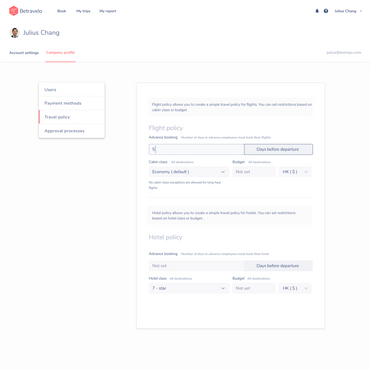 Betravelo
Book
My trips
My report
Julius Chang
Julius Chang
Account settings
Company profile
Users
Payment methods
Travel policy
Approval processes
Flight policy allows you to create a simple travel policy for flights. You can set restrictions based on
cabin class or budget.
Flight policy
Advance booking
Number of days in advance employees must book their flights
5
Days before departure
Cabin class
All destinations
Budget
All destinations
Economy ( default )
Not set
HK ( $ )
No cabin class exceptions are allowed for long-haul
flights
Hotel policy allows you to create a simple travel policy for hotels. You can set restrictions
based on hotel class or budget.
Hotel policy
Advance booking
Number of days in advance employees must book their hotel
Not set
Days before departure
Hotel class
All destinations
Budget
All destinations
7 - star
Not set
HK ( $ )